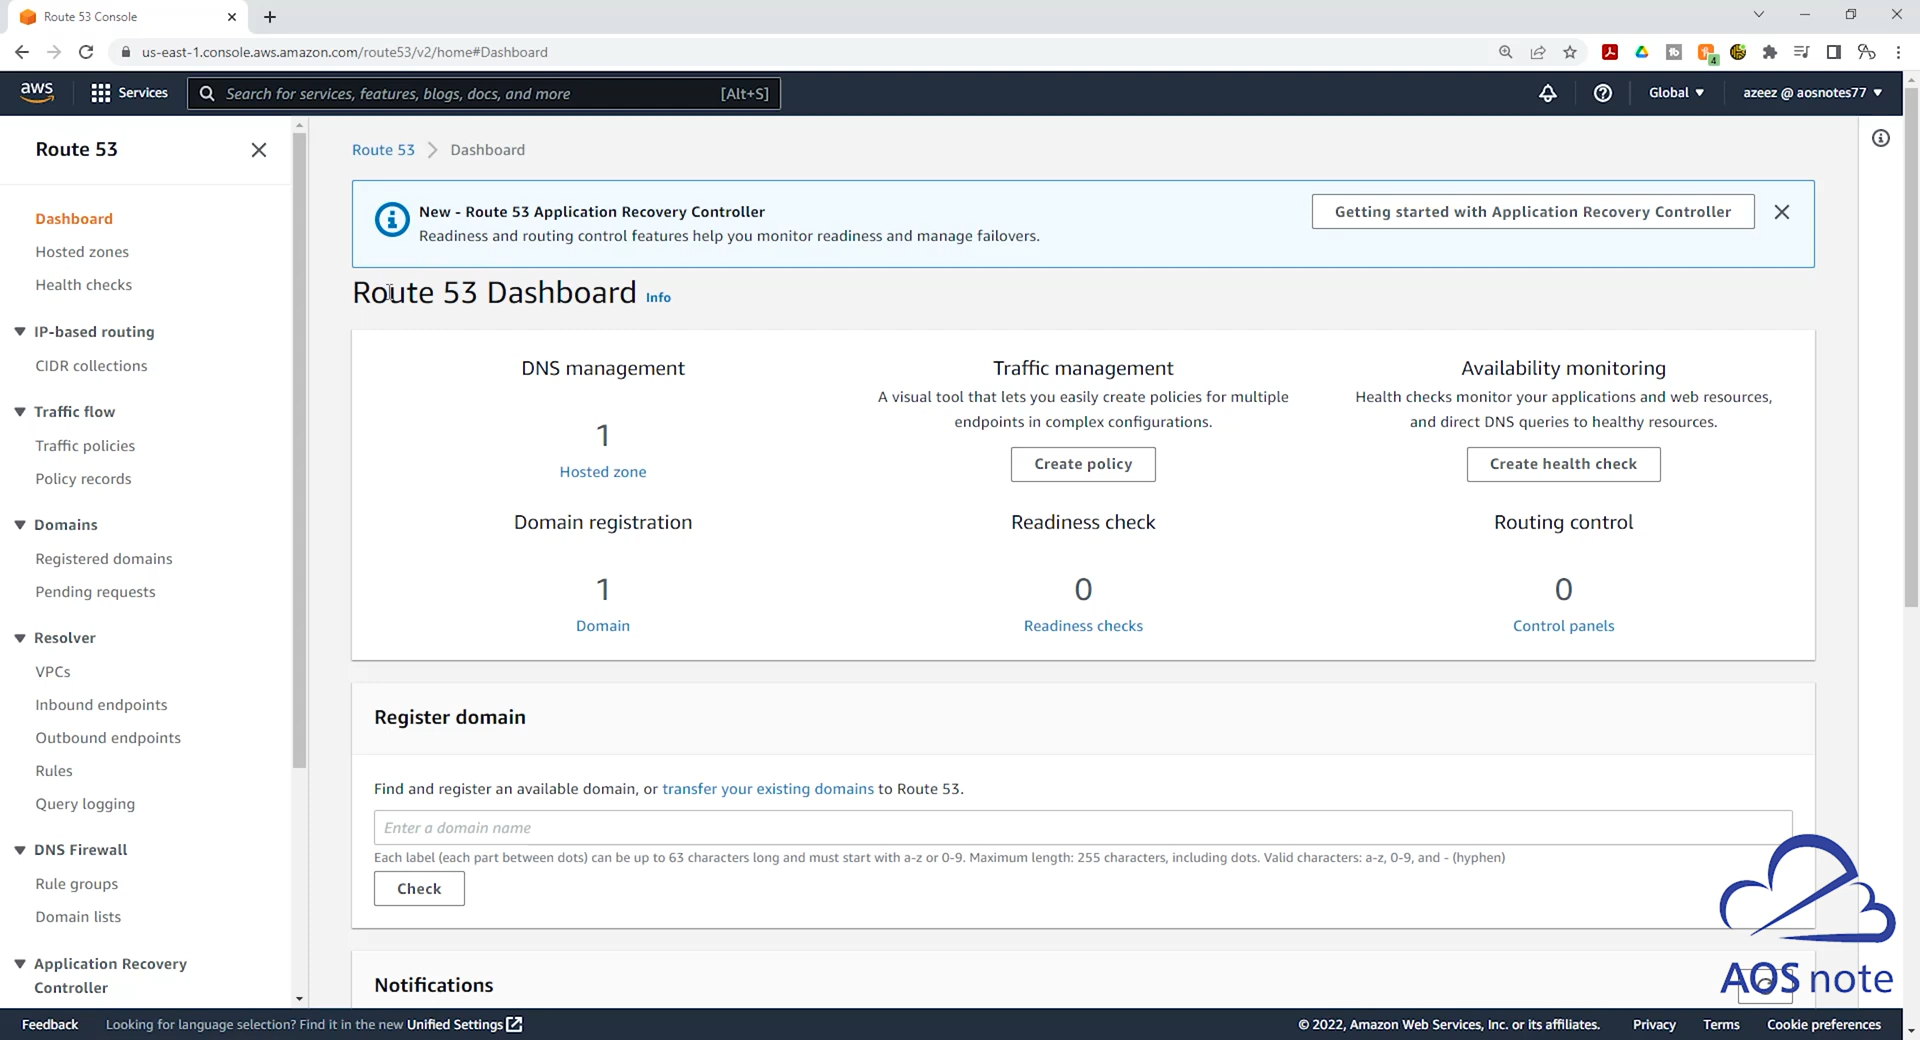 Route 53 Console
us-east-1.console.aws.amazon.com/route53/v2/home#Dashboard
4
aws
Services
Search for services, features, blogs, docs, and more
[Alt+S]
Global
azeez @ aosnotes77
Route 53
Dashboard
Hosted zones
Health checks
IP-based routing
CIDR collections
Traffic flow
Traffic policies
Policy records
Domains
Registered domains
Pending requests
Resolver
VPCs
Inbound endpoints
Outbound endpoints
Rules
Query logging
DNS Firewall
Rule groups
Domain lists
Application Recovery
Controller
Route 53
Dashboard
New - Route 53 Application Recovery Controller
Readiness and routing control features help you monitor readiness and manage failovers.
Getting started with Application Recovery Controller
Route 53 Dashboard Info
DNS management
1
Hosted zone
Traffic management
A visual tool that lets you easily create policies for multiple
endpoints in complex configurations.
Create policy
Availability monitoring
Health checks monitor your applications and web resources,
and direct DNS queries to healthy resources.
Create health check
Domain registration
1
Domain
Readiness check
0
Readiness checks
Routing control
0
Control panels
Register domain
Find and register an available domain, or transfer your existing domains to Route 53.
Enter a domain name
Each label (each part between dots) can be up to 63 characters long and must start with a-z or 0-9. Maximum length: 255 characters, including dots. Valid characters: a-z, 0-9, and - (hyphen)
Check
Notifications
AOS note
Feedback
Looking for language selection? Find it in the new Unified Settings
© 2022, Amazon Web Services, Inc. or its affiliates.
Privacy
Terms
Cookie preferences